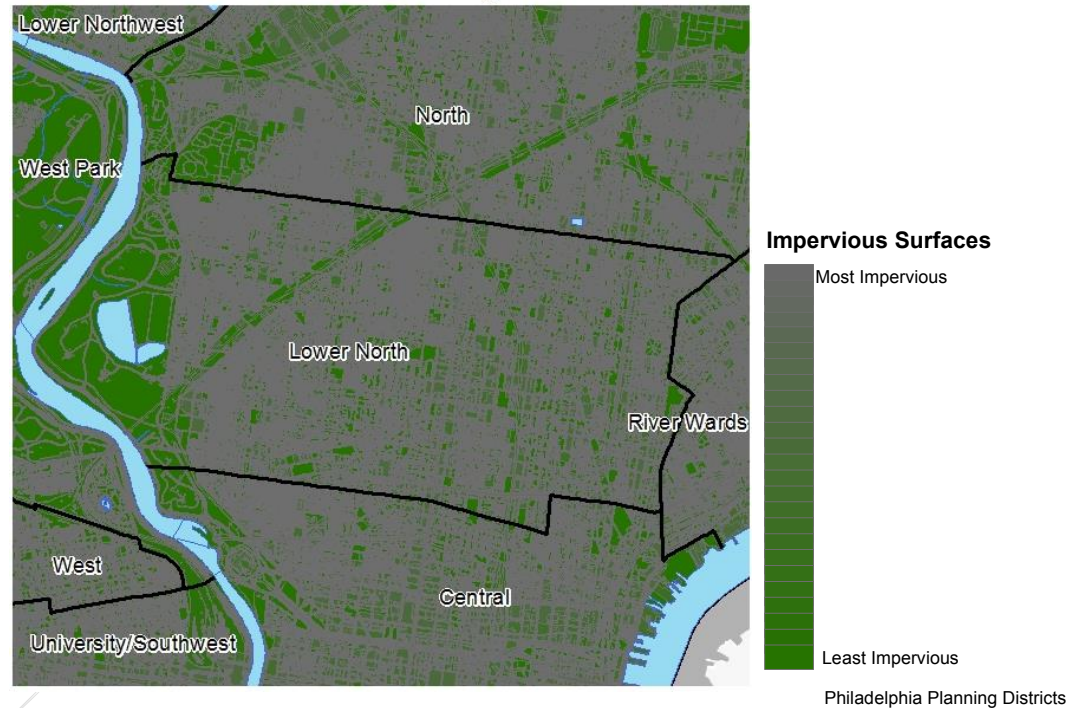 Lower Northwest
North
West Park
Impervious Surfaces
Most Impervious
Lower North
River Wards
West
Central
University/Southwest
Least Impervious
Philadelphia Planning Districts